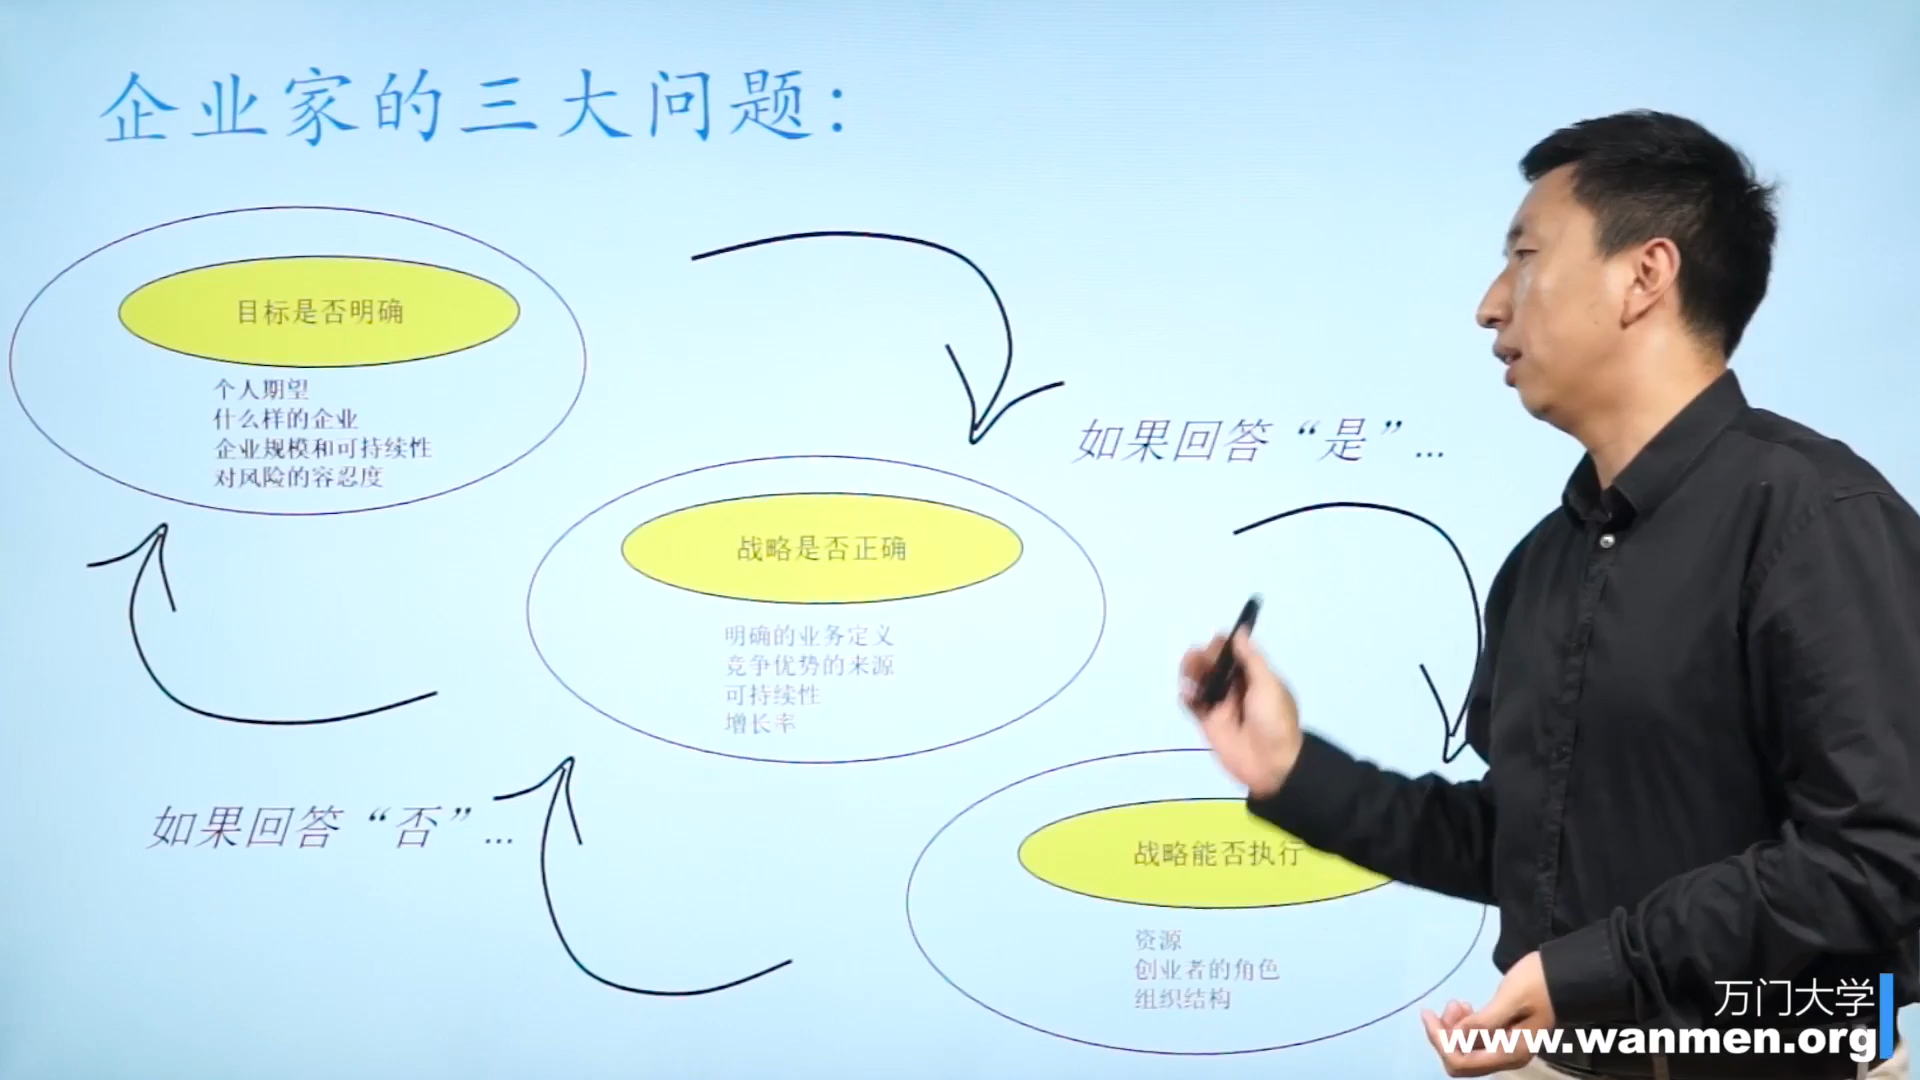 企业家的三大问题：
目标是否明确
个人期望
什么样的企业
企业规模和可持续性
对风险的容忍度
如果回答“是”...
战略是否正确
明确的业务定义
竞争优势的来源
可持续性
增长率
如果回答“否”...
战略能否执行
资源
创业者的角色
组织结构
万门大学
www.wanmen.org